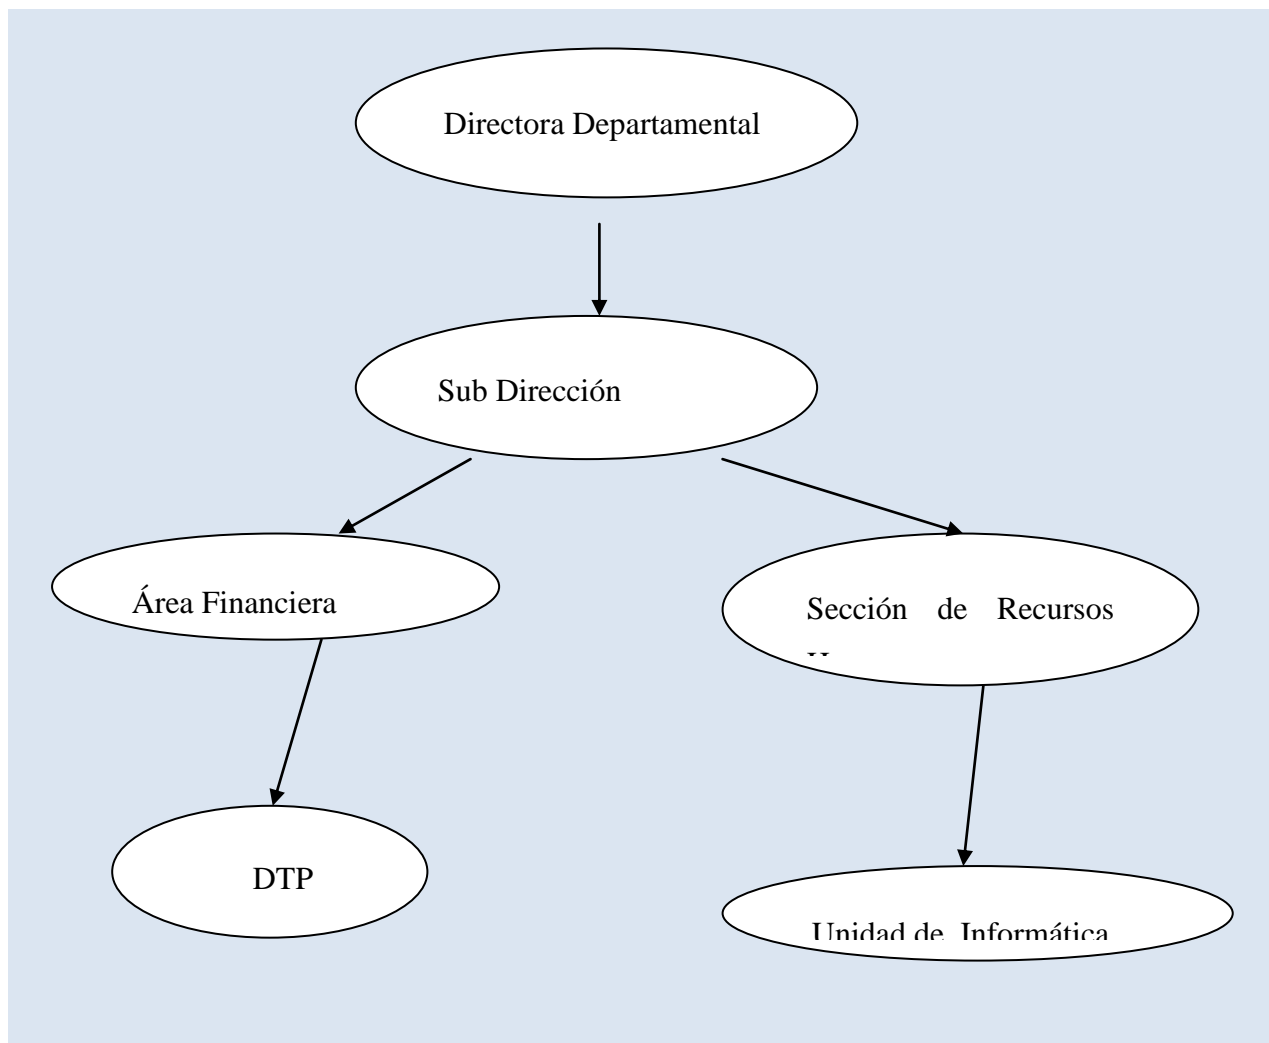 Directora Departamental
Sub Dirección
Área Financiera
Sección de Recursos
DTP
Unidad de Informática